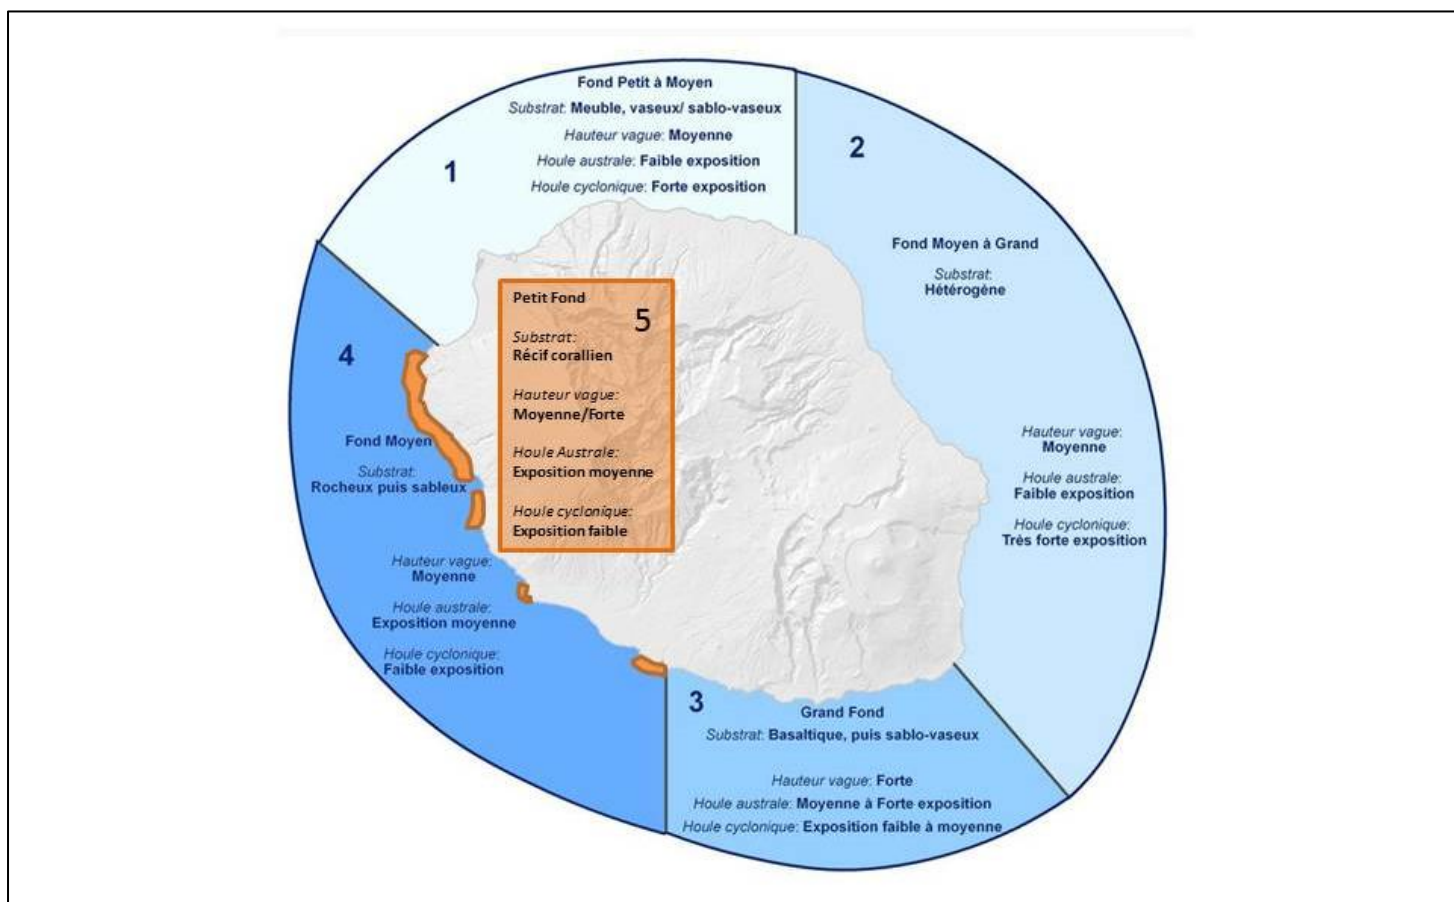 1
Fond Petit à Moyen
Substrat: Meuble, vaseux/ sablo-vaseux
Hauteur vague: Moyenne
Houle australe: Faible exposition
Houle cyclonique: Forte exposition
2
Fond Moyen à Grand
Substrat:
Hétérogène
Hauteur vague:
Moyenne
Houle australe:
Faible exposition
Houle cyclonique:
Très forte exposition
3
Grand Fond
Substrat: Basaltique, puis sablo-vaseux
Hauteur vague: Forte
Houle australe: Moyenne à Forte exposition
Houle cyclonique: Exposition faible à moyenne
4
Fond Moyen
Substrat:
Rocheux puis sableux
Hauteur vague:
Moyenne
Houle australe:
Exposition moyenne
Houle cyclonique:
Faible exposition
5
Petit Fond
Substrat:
Récif corallien
Hauteur vague:
Moyenne/Forte
Houle Australe:
Exposition moyenne
Houle cyclonique:
Exposition faible